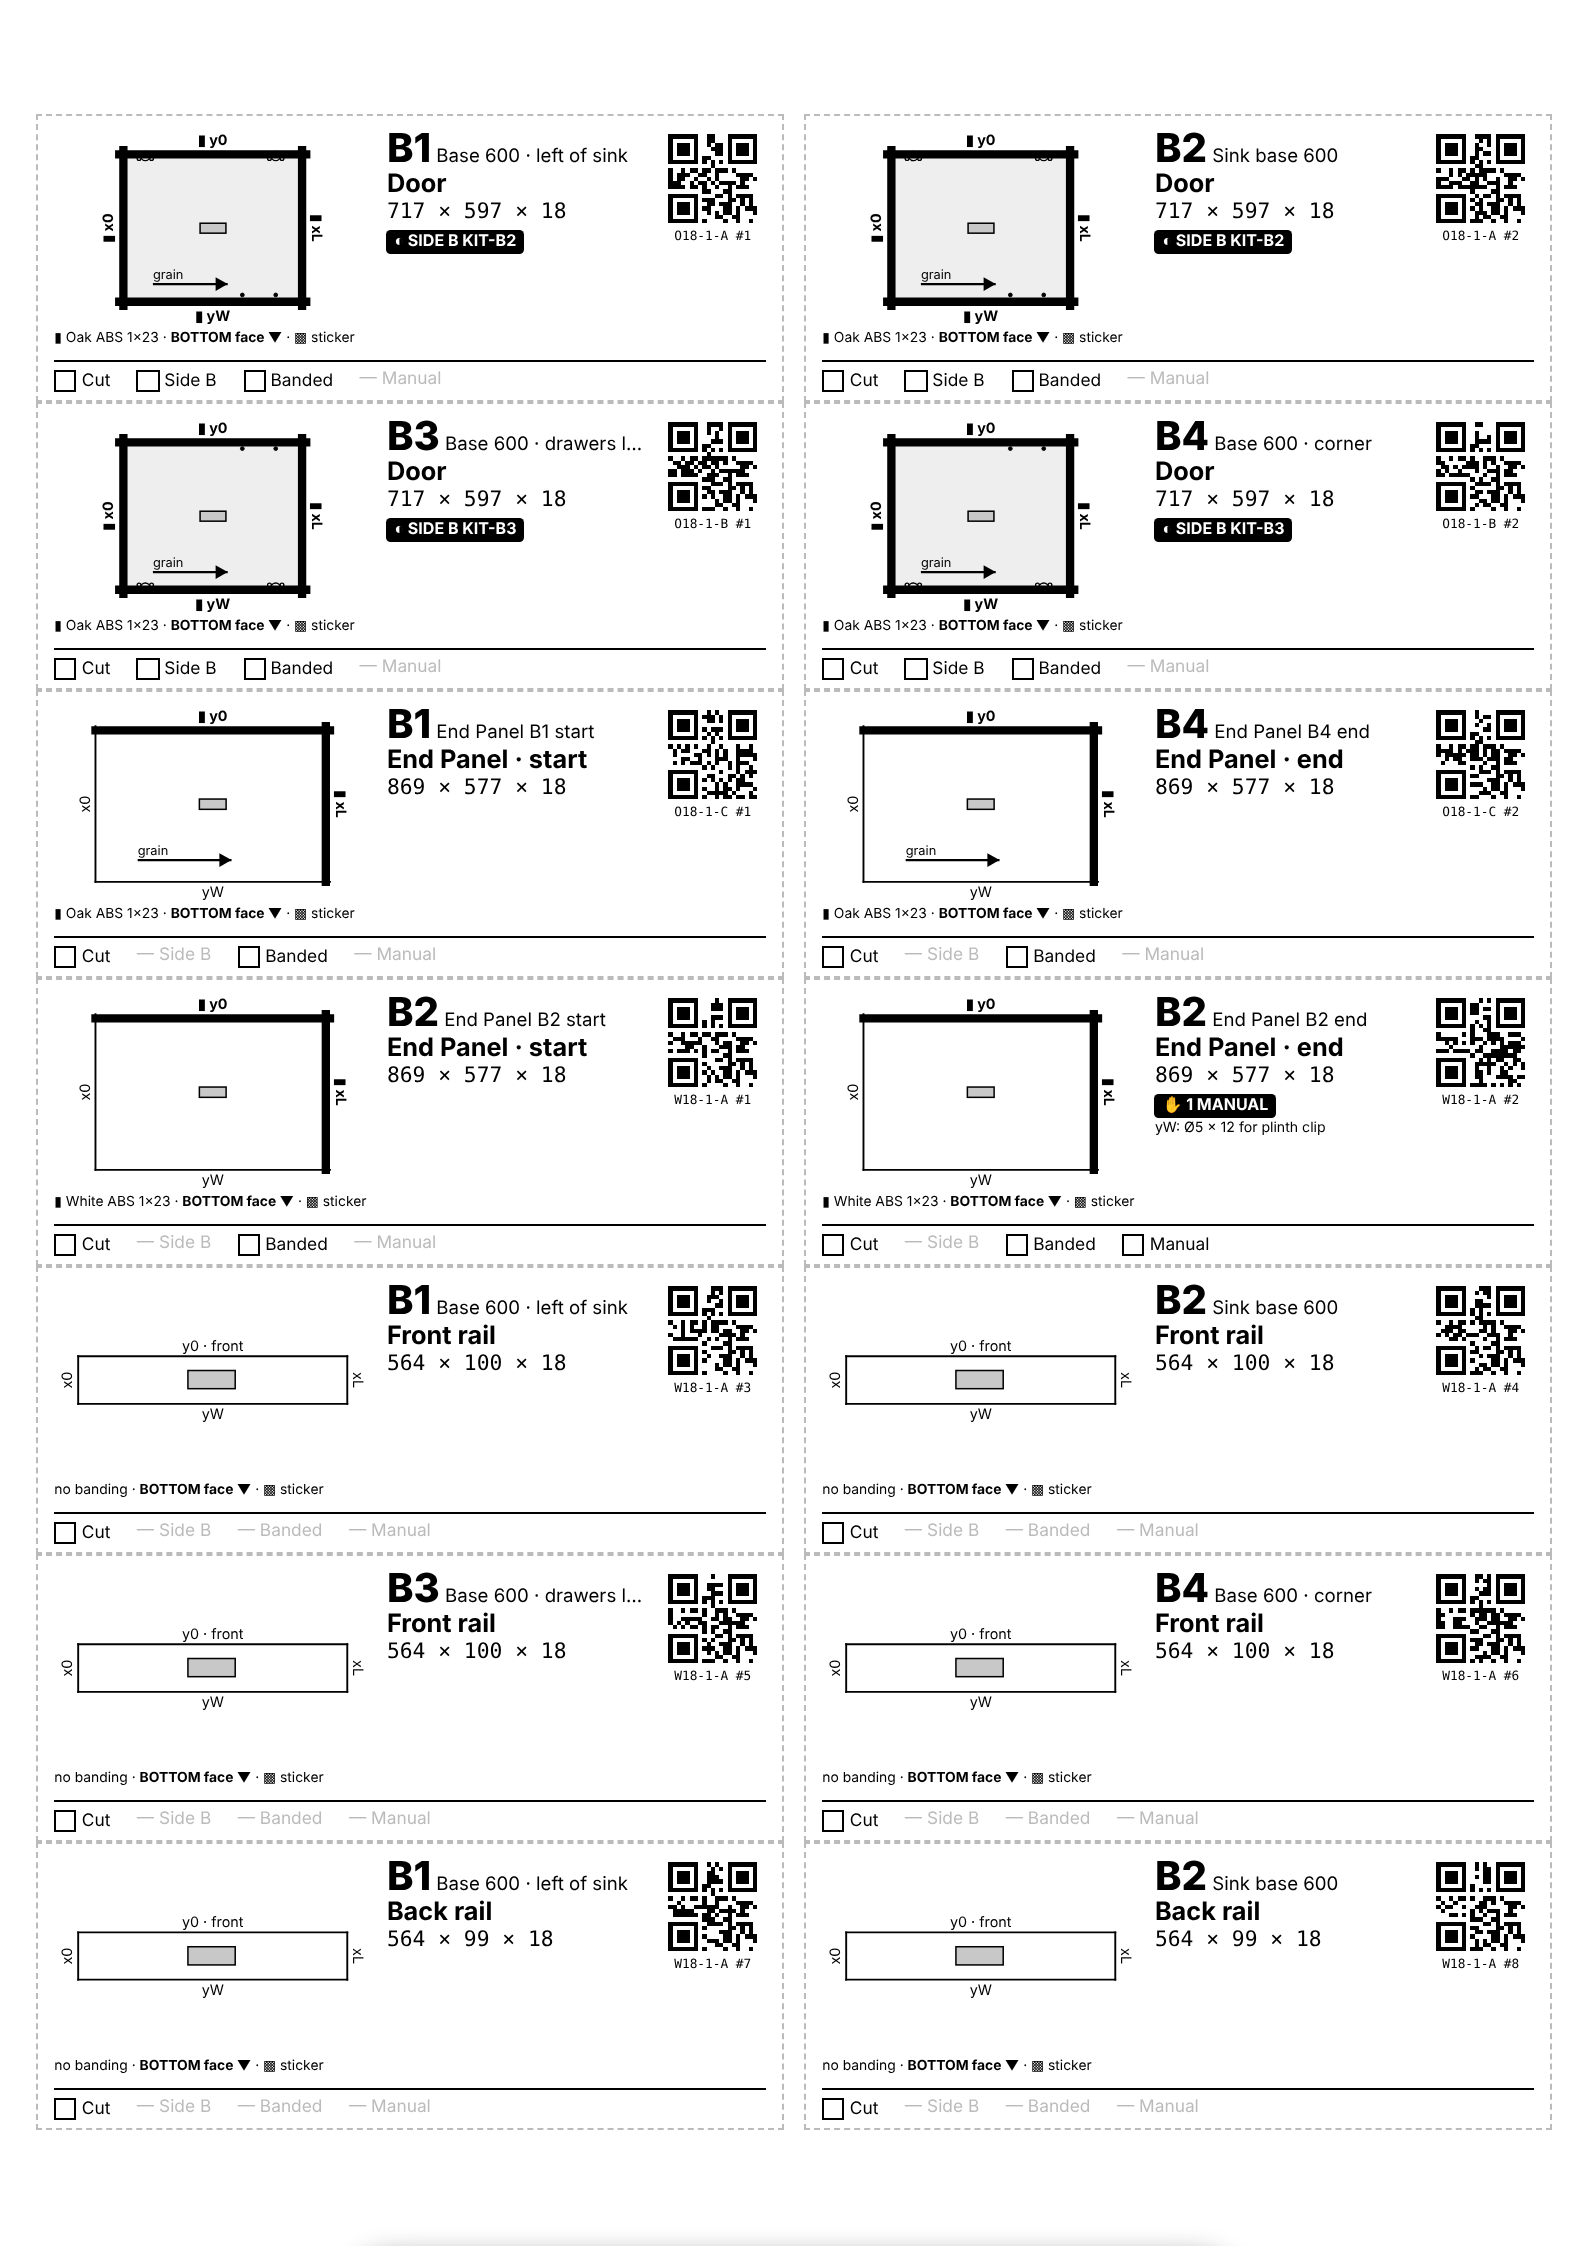 y0
x0
xL
grain
yW
B1 Base 600 · left of sink
Door
717 × 597 × 18
SIDE B KIT-B2
O18-1-A #1
Oak ABS 1×23 · BOTTOM face ▼ · ▩ sticker
Cut Side B Banded — Manual
y0
x0
xL
grain
yW
B2 Sink base 600
Door
717 × 597 × 18
SIDE B KIT-B2
O18-1-A #2
Oak ABS 1×23 · BOTTOM face ▼ · ▩ sticker
Cut Side B Banded — Manual
y0
x0
xL
grain
yW
B3 Base 600 · drawers l…
Door
717 × 597 × 18
SIDE B KIT-B3
O18-1-B #1
Oak ABS 1×23 · BOTTOM face ▼ · ▩ sticker
Cut Side B Banded — Manual
y0
x0
xL
grain
yW
B4 Base 600 · corner
Door
717 × 597 × 18
SIDE B KIT-B3
O18-1-B #2
Oak ABS 1×23 · BOTTOM face ▼ · ▩ sticker
Cut Side B Banded — Manual
y0
x0
xL
grain
yW
B1 End Panel B1 start
End Panel · start
869 × 577 × 18
O18-1-C #1
Oak ABS 1×23 · BOTTOM face ▼ · ▩ sticker
Cut — Side B Banded — Manual
y0
x0
xL
grain
yW
B4 End Panel B4 end
End Panel · end
869 × 577 × 18
O18-1-C #2
Oak ABS 1×23 · BOTTOM face ▼ · ▩ sticker
Cut — Side B Banded — Manual
y0
x0
xL
yW
B2 End Panel B2 start
End Panel · start
869 × 577 × 18
W18-1-A #1
White ABS 1×23 · BOTTOM face ▼ · ▩ sticker
Cut — Side B Banded — Manual
y0
x0
xL
yW
B2 End Panel B2 end
End Panel · end
869 × 577 × 18
✋ 1 MANUAL
yW: Ø5 × 12 for plinth clip
W18-1-A #2
White ABS 1×23 · BOTTOM face ▼ · ▩ sticker
Cut — Side B Banded Manual
y0 · front
x0
xL
yW
B1 Base 600 · left of sink
Front rail
564 × 100 × 18
W18-1-A #3
no banding · BOTTOM face ▼ · ▩ sticker
Cut — Side B — Banded — Manual
y0 · front
x0
xL
yW
B2 Sink base 600
Front rail
564 × 100 × 18
W18-1-A #4
no banding · BOTTOM face ▼ · ▩ sticker
Cut — Side B — Banded — Manual
y0 · front
x0
xL
yW
B3 Base 600 · drawers l…
Front rail
564 × 100 × 18
W18-1-A #5
no banding · BOTTOM face ▼ · ▩ sticker
Cut — Side B — Banded — Manual
y0 · front
x0
xL
yW
B4 Base 600 · corner
Front rail
564 × 100 × 18
W18-1-A #6
no banding · BOTTOM face ▼ · ▩ sticker
Cut — Side B — Banded — Manual
y0 · front
x0
xL
yW
B1 Base 600 · left of sink
Back rail
564 × 99 × 18
W18-1-A #7
no banding · BOTTOM face ▼ · ▩ sticker
Cut — Side B — Banded — Manual
y0 · front
x0
xL
yW
B2 Sink base 600
Back rail
564 × 99 × 18
W18-1-A #8
no banding · BOTTOM face ▼ · ▩ sticker
Cut — Side B — Banded — Manual